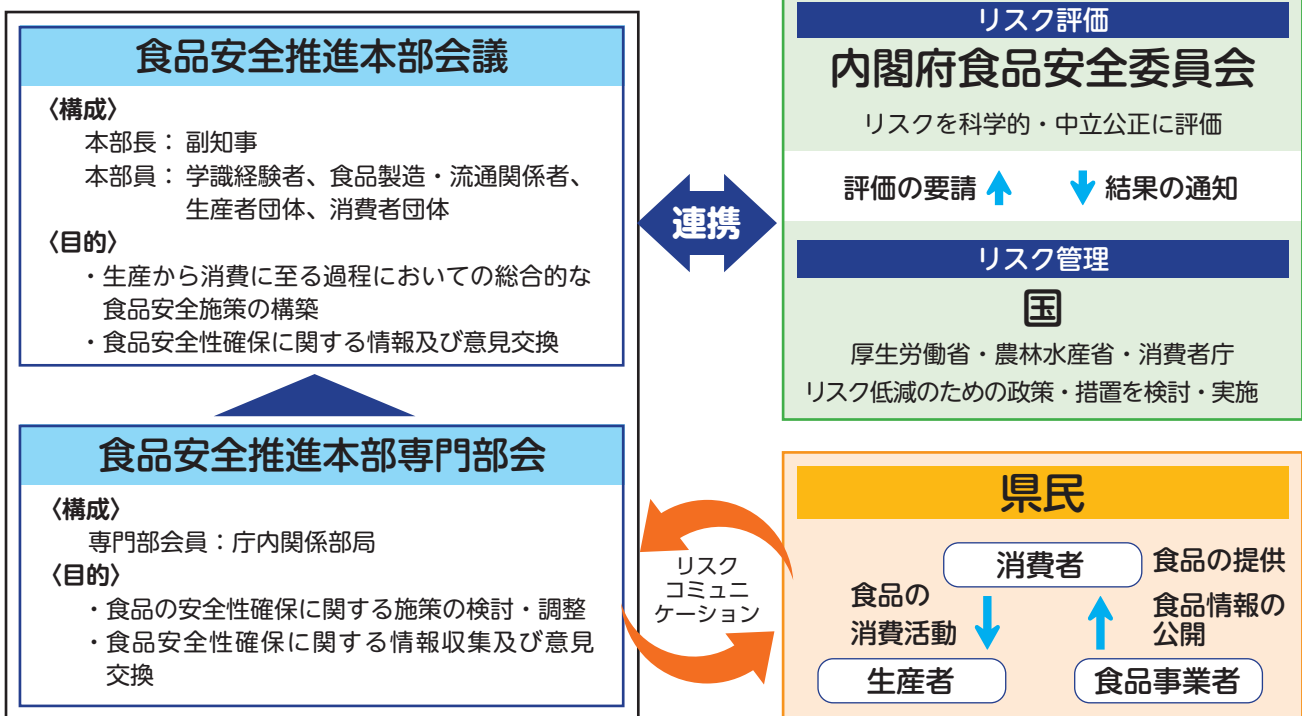 食品安全推進本部会議
〈構成〉
本部長：副知事
本部員：学識経験者、食品製造・流通関係者、
生産者団体、消費者団体
〈目的〉
・生産から消費に至る過程においての総合的な
食品安全施策の構築
・食品安全性確保に関する情報及び意見交換
食品安全推進本部専門部会
〈構成〉
専門部会員：庁内関係部局
〈目的〉
・食品の安全性確保に関する施策の検討・調整
・食品安全性確保に関する情報収集及び意見
交換
連携
リスク
コミュニ
ケーション
リスク評価
内閣府食品安全委員会
リスクを科学的・中立公正に評価
評価の要請
結果の通知
リスク管理
国
厚生労働省・農林水産省・消費者庁
リスク低減のための政策・措置を検討・実施
県民
消費者
食品の
消費活動
食品の提供
食品情報の
公開
生産者
食品事業者